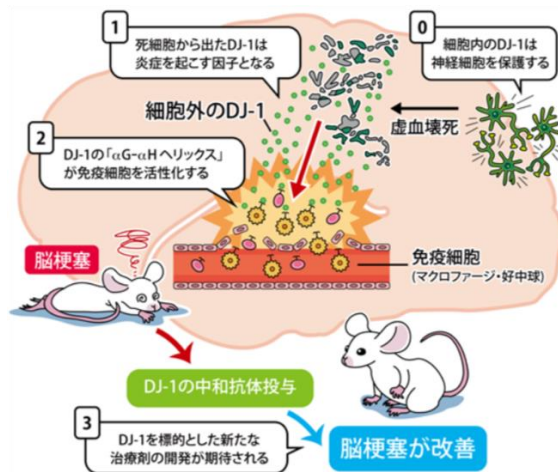 0
細胞内のDJ-1は
神経細胞を保護する
1
死細胞から出たDJ-1は
炎症を起こす因子となる
細胞外のDJ-1
虚血壊死
2
DJ-1の「αG-αHヘリックス」
が免疫細胞を活性化する
免疫細胞
(マクロファージ・好中球)
脳梗塞
DJ-1の中和抗体投与
3
DJ-1を標的とした新たな
治療剤の開発が期待される
脳梗塞が改善